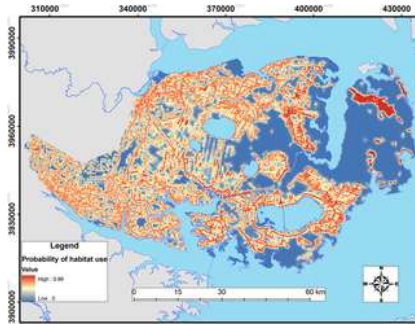 310000 340000 370000 400000 430000
3990000
3960000
3930000
3900000
Legend
Probability of habitat use
Value
High : 0.99
Low : 0
0 15 30 60 km
N
W E
S